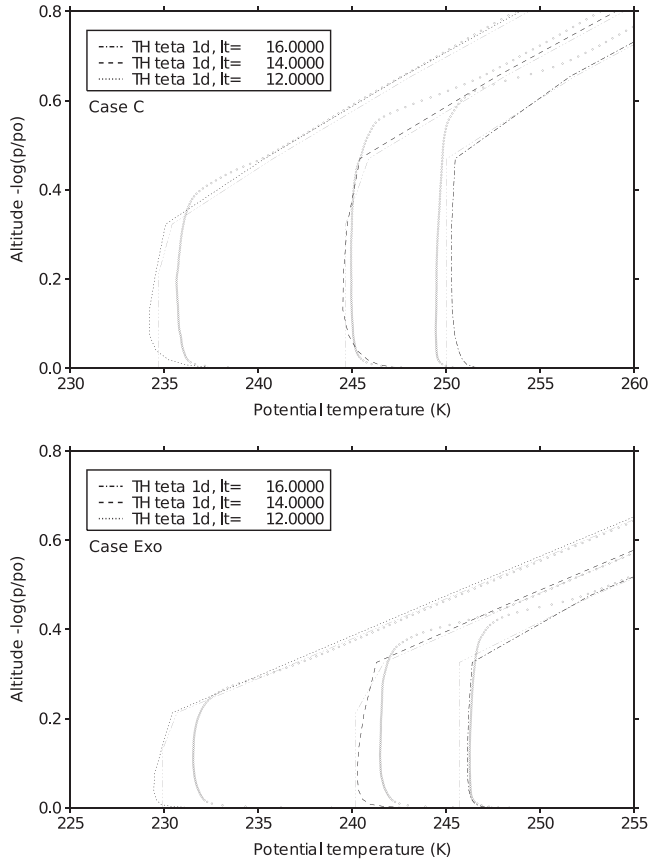 0.8
0.6
0.4
0.2
0.0
Altitude -log(p/po)
TH teta 1d, lt= 16.0000
TH teta 1d, lt= 14.0000
TH teta 1d, lt= 12.0000
Case C
230 235 240 245 250 255 260
Potential temperature (K)
0.8
0.6
0.4
0.2
0.0
Altitude -log(p/po)
TH teta 1d, lt= 16.0000
TH teta 1d, lt= 14.0000
TH teta 1d, lt= 12.0000
Case Exo
225 230 235 240 245 250 255
Potential temperature (K)